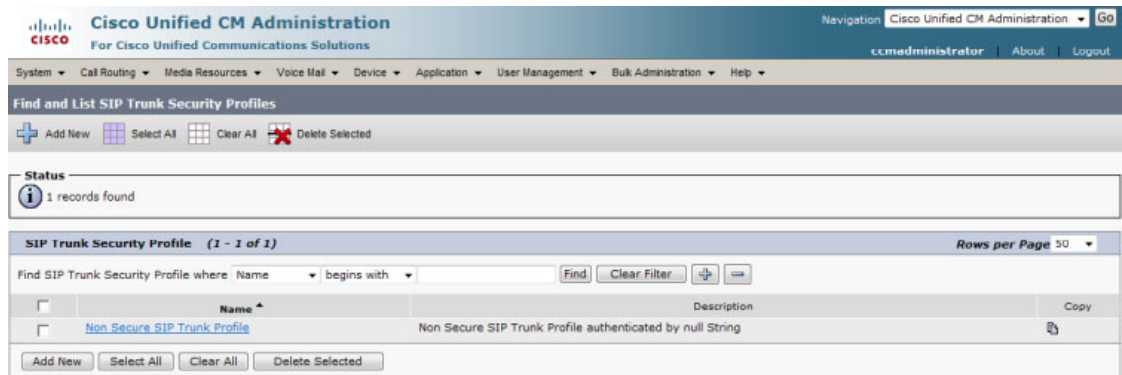 Cisco Unified CM Administration
Navigation Cisco Unified CM Administration Go
CISCO For Cisco Unified Communications Solutions
ccmadministrator | About | Logout
System Call Routing Media Resources Voice Mail Device Application User Management Bulk Administration Help
Find and List SIP Trunk Security Profiles
Add New Select All Clear All Delete Selected
Status
i 1 records found
SIP Trunk Security Profile (1 - 1 of 1) Rows per Page 50
Find SIP Trunk Security Profile where Name begins with Find Clear Filter
Name Description Copy
Non Secure SIP Trunk Profile Non Secure SIP Trunk Profile authenticated by null String
Add New Select All Clear All Delete Selected